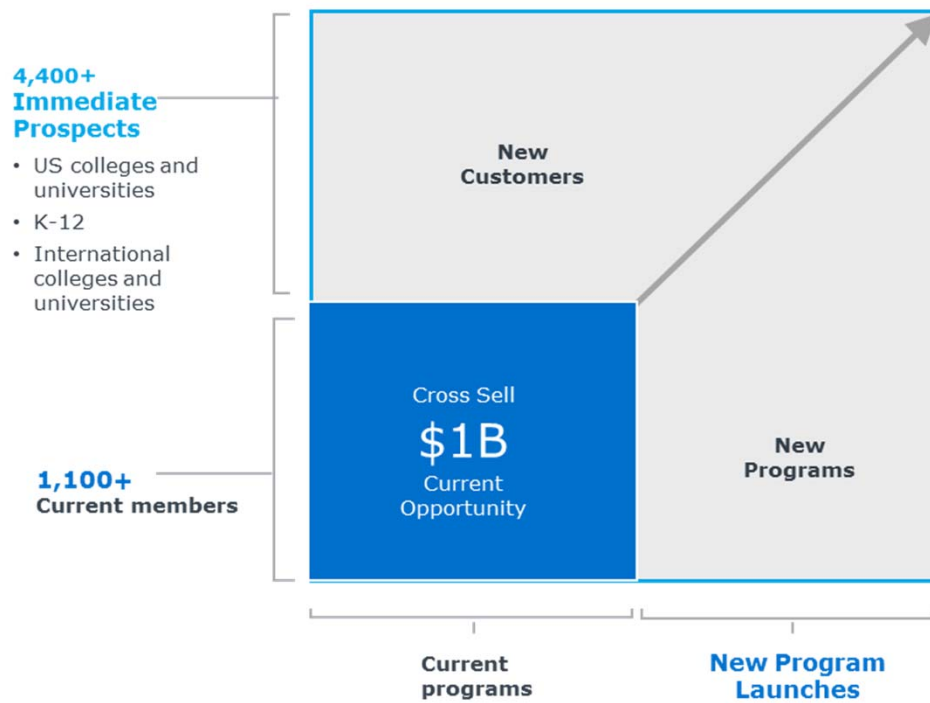 4,400+
Immediate
Prospects
• US colleges and
universities
• K-12
• International
colleges and
universities
New
Customers
Cross Sell
$1B
Current
Opportunity
New
Programs
1,100+
Current members
Current
programs
New Program
Launches